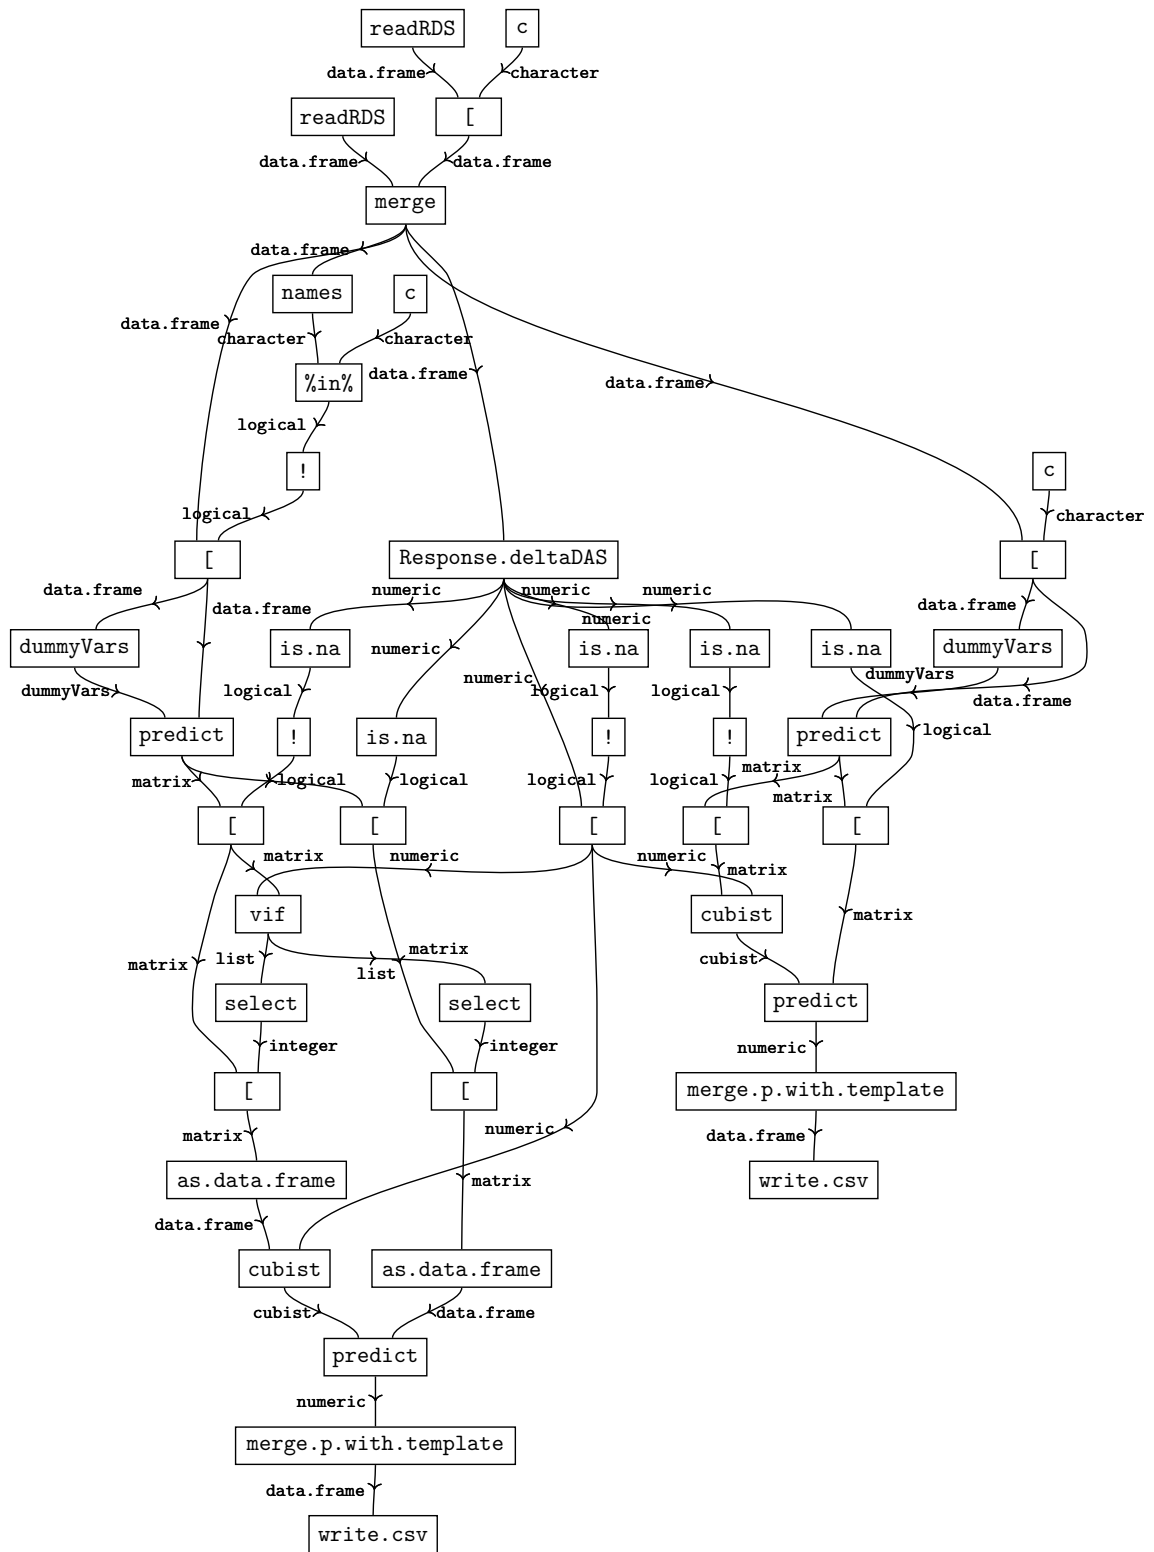 readRDS c
data.frame character
readRDS [
data.frame data.frame
merge
data.frame
names c
data.frame character character
%in% data.frame data.frame
logical
! c
logical character
[ Response.deltaDAS [
data.frame numeric numeric numeric
data.frame numeric data.frame
dummyVars is.na numeric is.na is.na is.na dummyVars
dummyVars logical numeric logical logical dummyVars data.frame
predict ! is.na ! ! predict logical
matrix logical logical logical logical matrix matrix
[ [ [ [ [
matrix numeric numeric matrix
vif cubist matrix
matrix list list matrix cubist
select select predict
integer integer numeric
[ [ merge.p.with.template
matrix numeric data.frame
as.data.frame matrix write.csv
data.frame
cubist as.data.frame
cubist data.frame
predict
numeric
merge.p.with.template
data.frame
write.csv